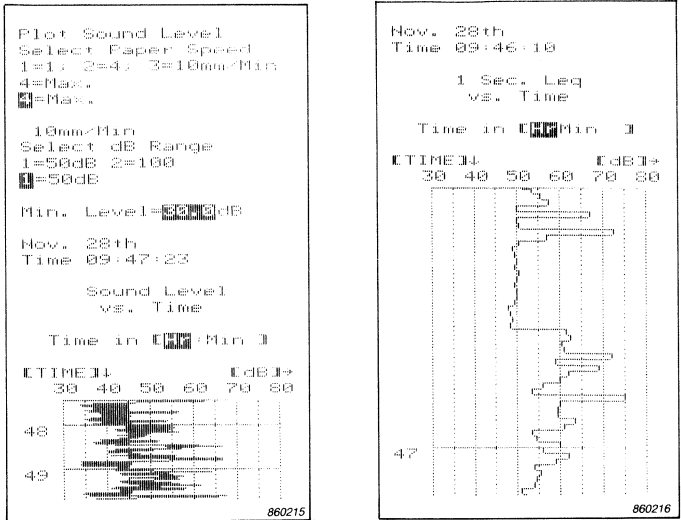 Plot Sound Level
Select Paper Speed
1=1; 2=4; 3=10mm/Min
4=Max.
4=Max.
10mm/Min
Select dB Range
1=50dB 2=100
1=50dB
Min. Level=30.0dB
Nov. 28th
Time 09:47:23
Sound Level
vs. Time
Time in [Hr:Min ]
[TIME]↓ [dB]→
30 40 50 60 70 80
48
49
860215
Nov. 28th
Time 09:46:10
1 Sec. Leq
vs. Time
Time in [Hr:Min ]
[TIME]↓ [dB]→
30 40 50 60 70 80
47
860216